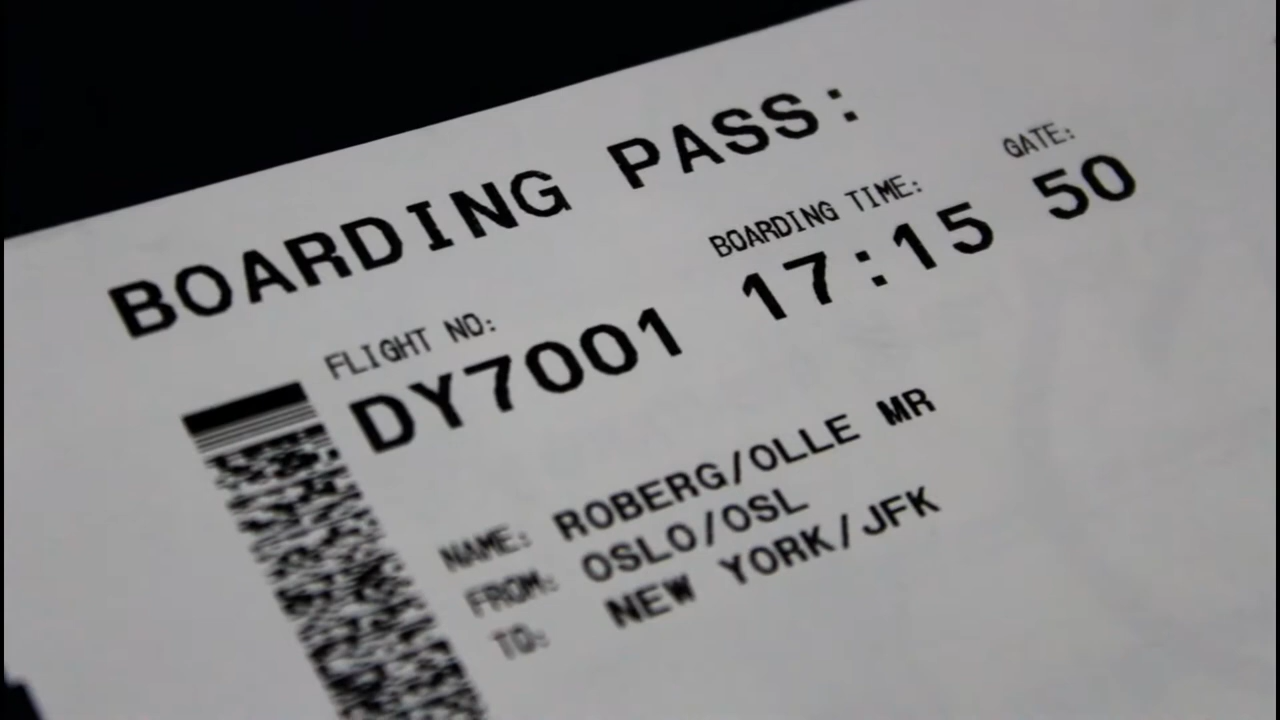 BOARDING PASS:
FLIGHT NO: BOARDING TIME: GATE:
DY7001 17:15 50
NAME: ROBERG/OLLE MR
FROM: OSLO/OSL
TO: NEW YORK/JFK